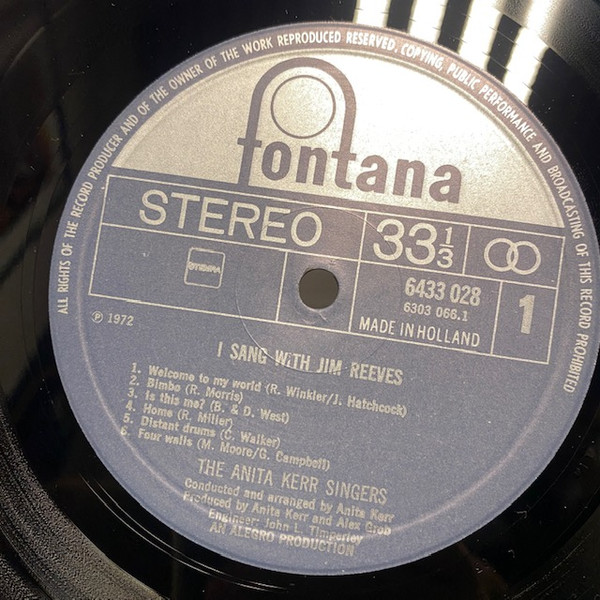 ALL RIGHTS OF THE RECORD PRODUCER AND OF THE OWNER OF THE WORK REPRODUCED RESERVED. COPYING, PUBLIC PERFORMANCE AND BROADCASTING OF THIS RECORD PROHIBITED
fontana
STEREO 33 1/3
STEMRA 6433 028 1
6303 066.1
MADE IN HOLLAND
℗ 1972
I SANG WITH JIM REEVES
1. Welcome to my world (R. Winkler/J. Hatchcock)
2. Bimbo (R. Morris)
3. Is this me? (B. & D. West)
4. Home (R. Miller)
5. Distant drums (C. Walker)
6. Four walls (M. Moore/G. Campbell)
THE ANITA KERR SINGERS
Conducted and arranged by Anita Kerr
Produced by Anita Kerr and Alex Grob
Engineer: John L. Timperley
AN ALEGRO PRODUCTION